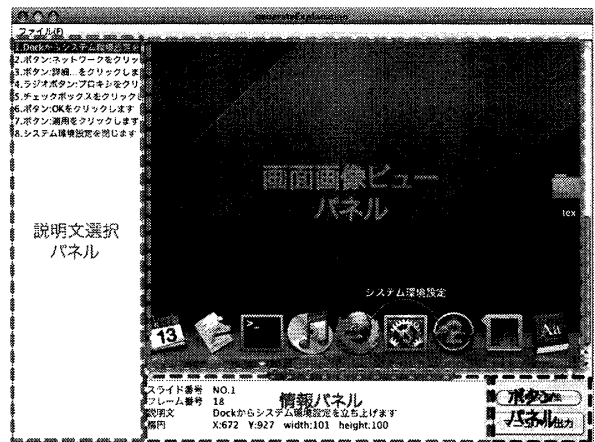 generateExplanation
ファイル(F)
1.Dockからシステム環境設定を
2.ボタン:ネットワークをクリッ
3.ボタン:詳細...をクリックしま
4.ラジオボタン:プロキシをクリ
5.チェックボックスをクリックし
6.ボタン:OKをクリックします
7.ボタン:適用をクリックします
8.システム環境設定を閉じます
説明文選択
パネル
画面画像ビュー
パネル
tex
システム環境設定
13
Aa
スライド番号 NO.1
フレーム番号 18
説明文 Dockからシステム環境設定を立ち上げます
楕円 X:672 Y:927 width:101 height:100
情報パネル
ボタン
パネル
出力